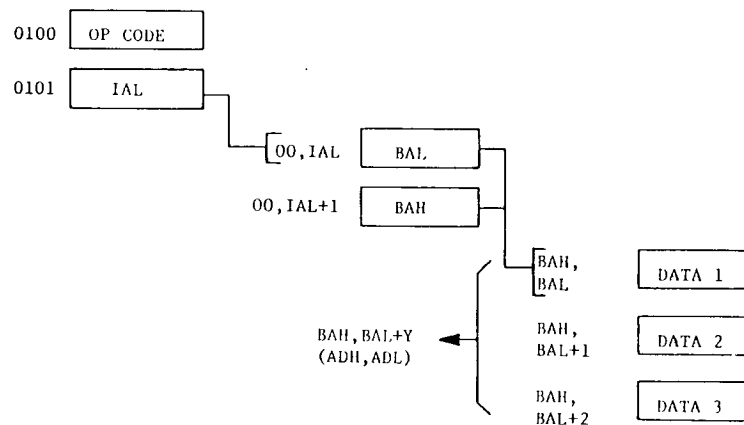 0100 OP CODE
0101 IAL
00,IAL BAL
00,IAL+1 BAH
BAH,
BAL
DATA 1
BAH,BAL+Y
(ADH,ADL)
BAH,
BAL+1
DATA 2
BAH,
BAL+2
DATA 3